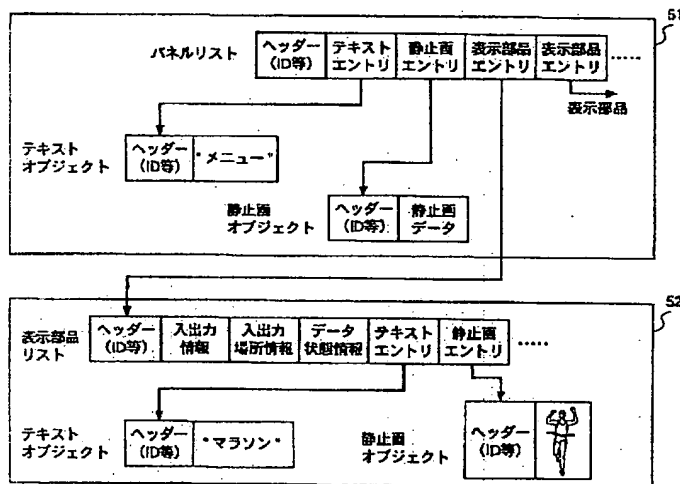 51
パネルリスト
ヘッダー
(ID等)
テキスト
エントリ
静止画
エントリ
表示部品
エントリ
表示部品
エントリ
.....
表示部品
テキスト
オブジェクト
ヘッダー
(ID等)
"メニュー"
静止画
オブジェクト
ヘッダー
(ID等)
静止画
データ
52
表示部品
リスト
ヘッダー
(ID等)
入出力
情報
入出力
場所情報
データ
状態情報
テキスト
エントリ
静止画
エントリ
.....
テキスト
オブジェクト
ヘッダー
(ID等)
"マラソン"
静止画
オブジェクト
ヘッダー
(ID等)